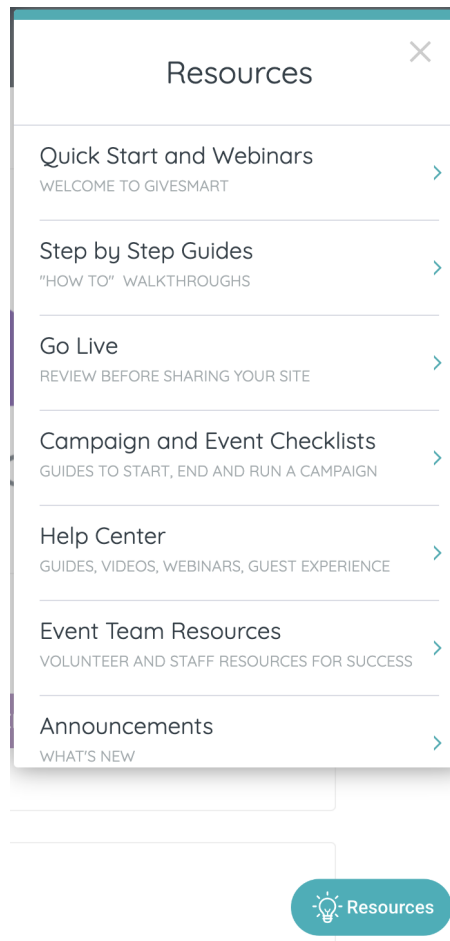 Resources
Quick Start and Webinars
WELCOME TO GIVESMART
Step by Step Guides
"HOW TO" WALKTHROUGHS
Go Live
REVIEW BEFORE SHARING YOUR SITE
Campaign and Event Checklists
GUIDES TO START, END AND RUN A CAMPAIGN
Help Center
GUIDES, VIDEOS, WEBINARS, GUEST EXPERIENCE
Event Team Resources
VOLUNTEER AND STAFF RESOURCES FOR SUCCESS
Announcements
WHAT'S NEW
Resources